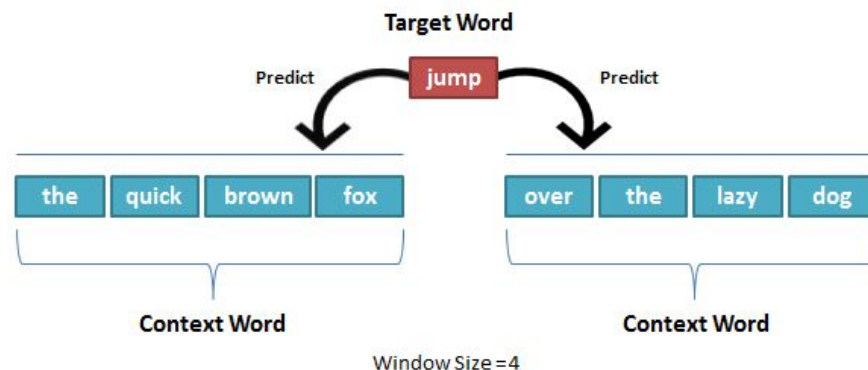 Target Word
Predict jump Predict
the quick brown fox over the lazy dog
Context Word Context Word
Window Size=4